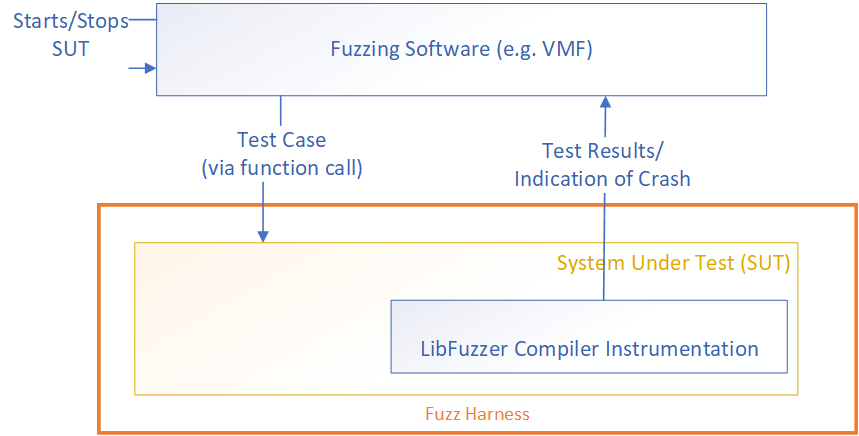 Starts/Stops
SUT
Fuzzing Software (e.g. VMF)
Test Case
(via function call)
Test Results/
Indication of Crash
System Under Test (SUT)
LibFuzzer Compiler Instrumentation
Fuzz Harness